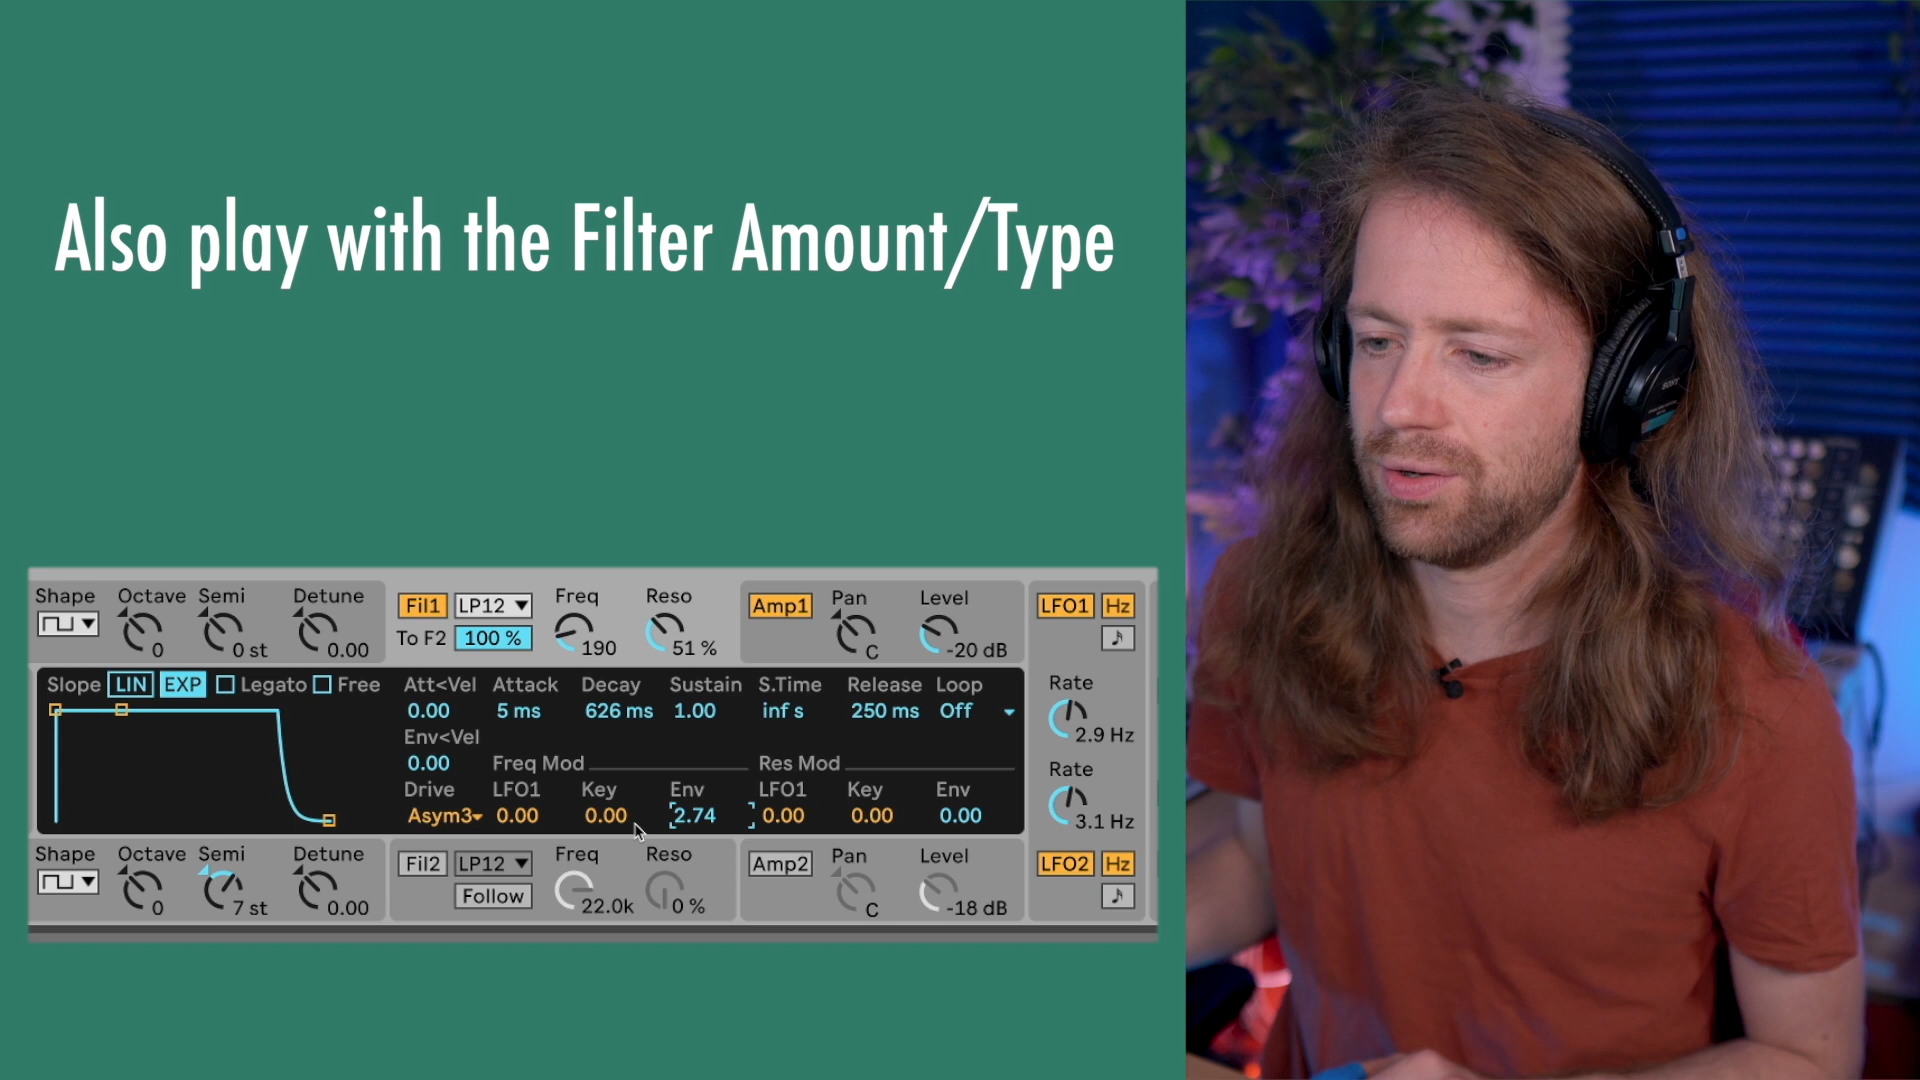 Also play with the Filter Amount/Type
Shape Octave Semi Detune Fil1 LP12 Freq Reso Amp1 Pan Level LFO1 Hz
0 0 st 0.00 To F2 100 % 190 51 % C -20 dB
Slope LIN EXP Legato Free Att<Vel Attack Decay Sustain S.Time Release Loop Rate
0.00 5 ms 626 ms 1.00 inf s 250 ms Off 2.9 Hz
Env<Vel
0.00 Freq Mod Res Mod Rate
Drive LFO1 Key Env LFO1 Key Env
Asym3 0.00 0.00 2.74 0.00 0.00 0.00 3.1 Hz
Shape Octave Semi Detune Fil2 LP12 Freq Reso Amp2 Pan Level LFO2 Hz
0 7 st 0.00 Follow 22.0k 0 % C -18 dB
SONY